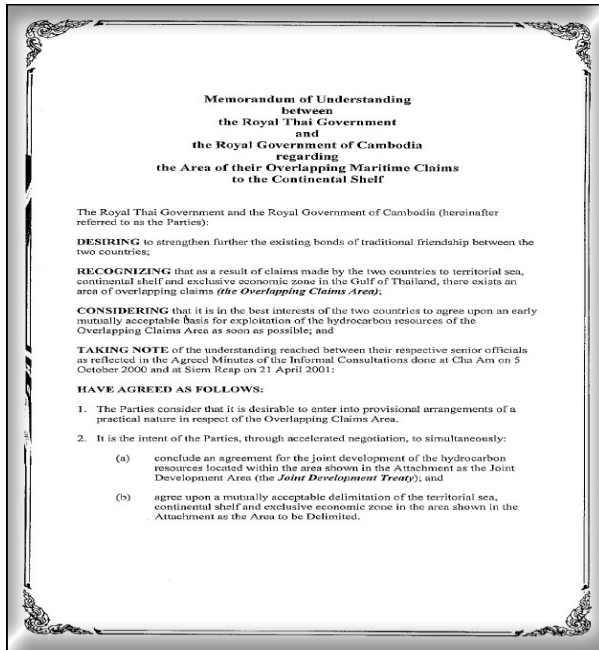 Memorandum of Understanding
between
the Royal Thai Government
and
the Royal Government of Cambodia
regarding
the Area of their Overlapping Maritime Claims
to the Continental Shelf
The Royal Thai Government and the Royal Government of Cambodia (hereinafter
referred to as the Parties):
DESIRING to strengthen further the existing bonds of traditional friendship between the
two countries;
RECOGNIZING that as a result of claims made by the two countries to territorial sea,
continental shelf and exclusive economic zone in the Gulf of Thailand, there exists an
area of overlapping claims (the Overlapping Claims Area);
CONSIDERING that it is in the best interests of the two countries to agree upon an early
mutually acceptable basis for exploitation of the hydrocarbon resources of the
Overlapping Claims Area as soon as possible; and
TAKING NOTE of the understanding reached between their respective senior officials
as reflected in the Agreed Minutes of the Informal Consultations done at Cha Am on 5
October 2000 and at Siem Reap on 21 April 2001:
HAVE AGREED AS FOLLOWS:
1. The Parties consider that it is desirable to enter into provisional arrangements of a
practical nature in respect of the Overlapping Claims Area.
2. It is the intent of the Parties, through accelerated negotiation, to simultaneously:
(a) conclude an agreement for the joint development of the hydrocarbon
resources located within the area shown in the Attachment as the Joint
Development Area (the Joint Development Treaty); and
(b) agree upon a mutually acceptable delimitation of the territorial sea,
continental shelf and exclusive economic zone in the area shown in the
Attachment as the Area to be Delimited.